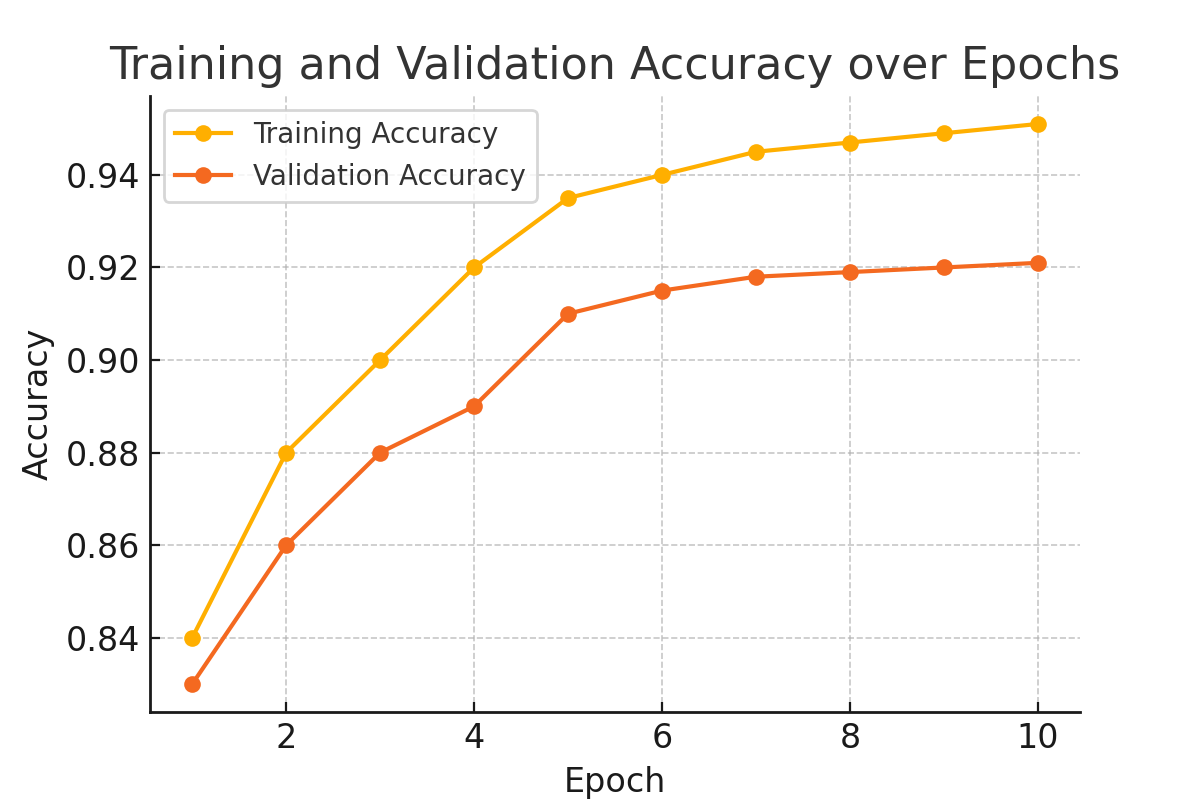 Training and Validation Accuracy over Epochs
Training Accuracy
Validation Accuracy
0.94
0.92
0.90
0.88
0.86
0.84
Accuracy
2 4 6 8 10
Epoch